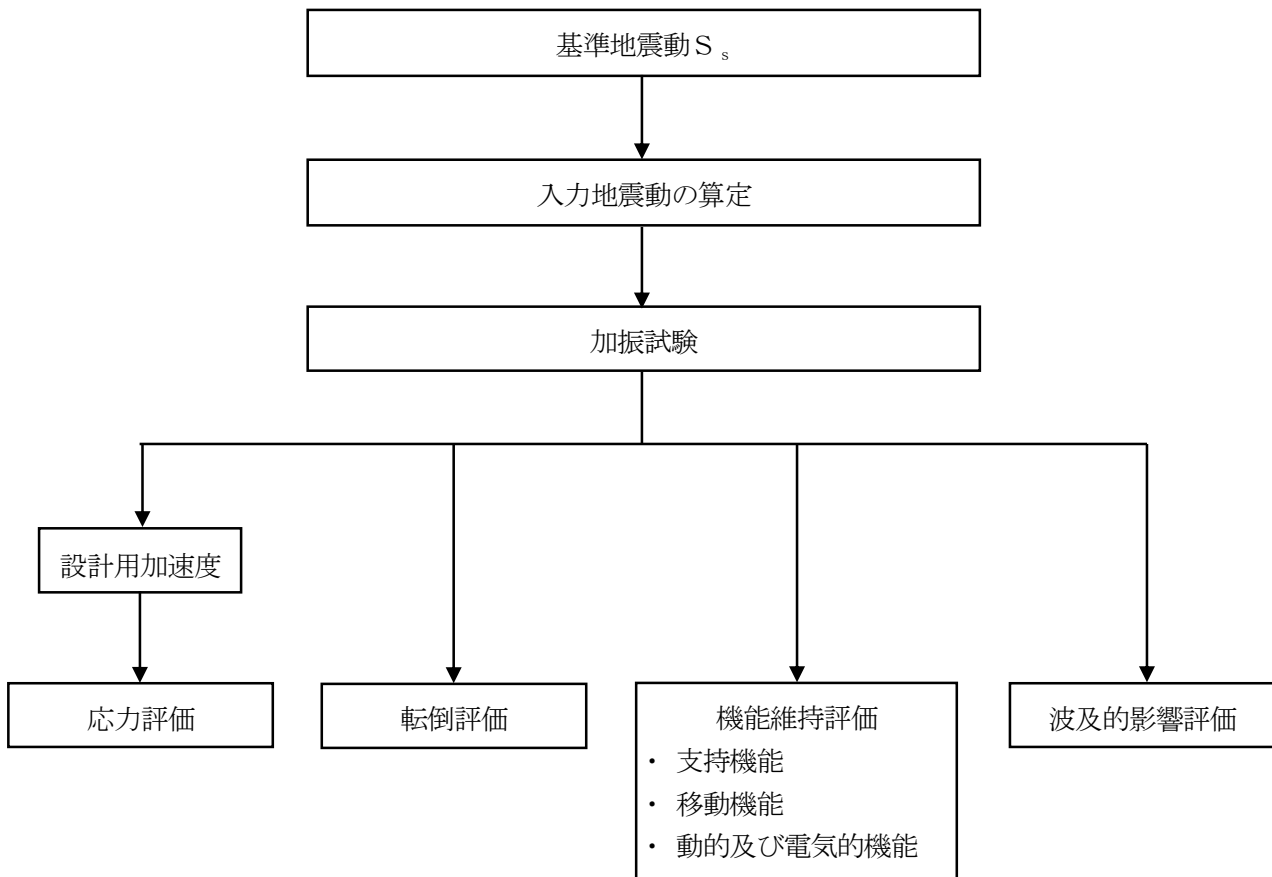 基準地震動Ｓｓ
入力地震動の算定
加振試験
設計用加速度
応力評価
転倒評価
機能維持評価
・ 支持機能
・ 移動機能
・ 動的及び電気的機能
波及的影響評価